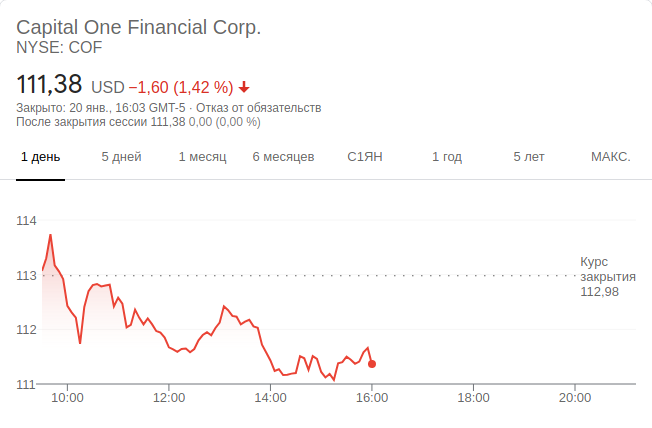 Capital One Financial Corp.
NYSE: COF
111,38 USD −1,60 (1,42 %)
Закрыто: 20 янв., 16:03 GMT-5 · Отказ от обязательств
После закрытия сессии 111,38 0,00 (0,00 %)
1 день 5 дней 1 месяц 6 месяцев С1ЯН 1 год 5 лет МАКС.
114
113
112
111
Курс
закрытия
112,98
10:00 12:00 14:00 16:00 18:00 20:00